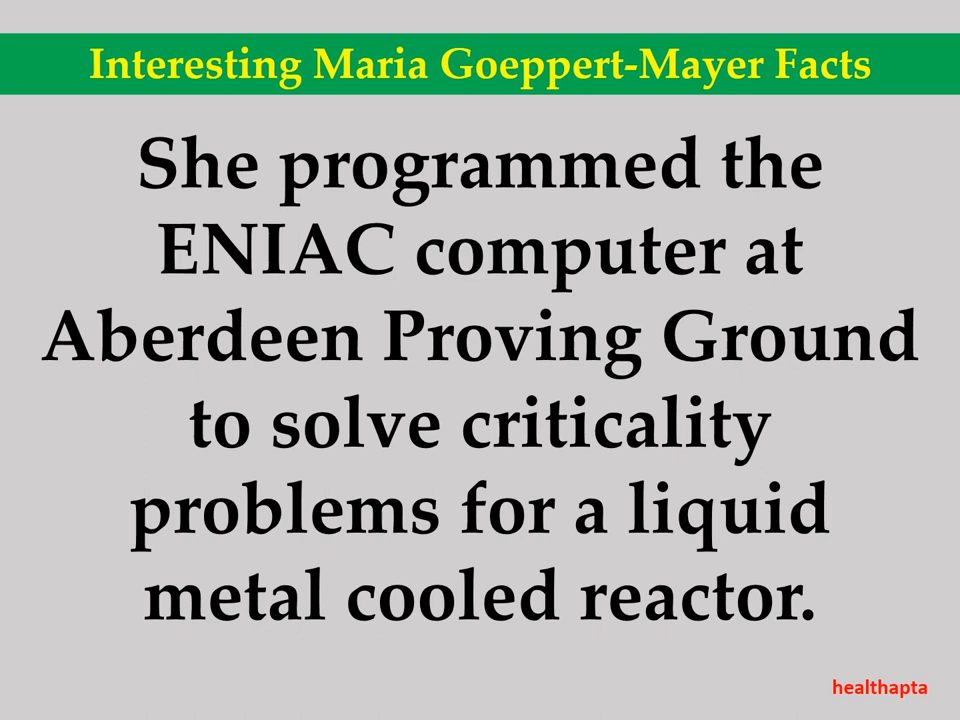 Interesting Maria Goeppert-Mayer Facts
She programmed the
ENIAC computer at
Aberdeen Proving Ground
to solve criticality
problems for a liquid
metal cooled reactor.
healthapta